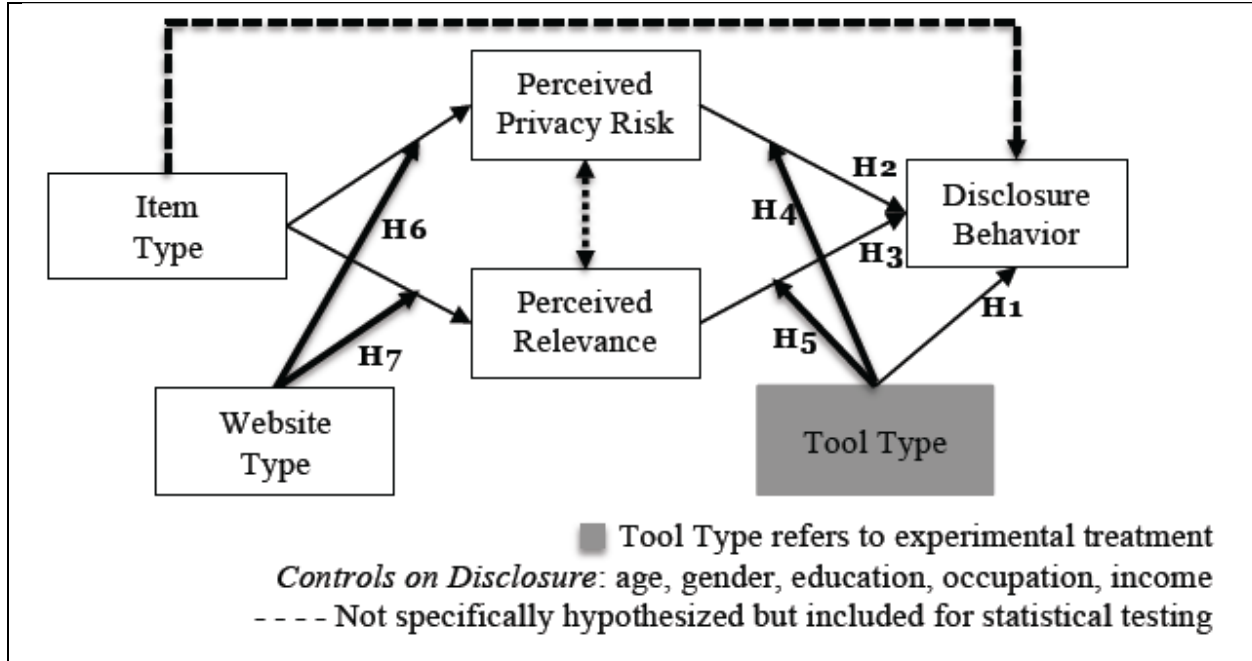 Perceived
Privacy Risk
Item
Type
H2
Disclosure
Behavior
H6
H4
H3
Perceived
Relevance
H1
H5
H7
Website
Type
Tool Type
Tool Type refers to experimental treatment
Controls on Disclosure: age, gender, education, occupation, income
---- Not specifically hypothesized but included for statistical testing